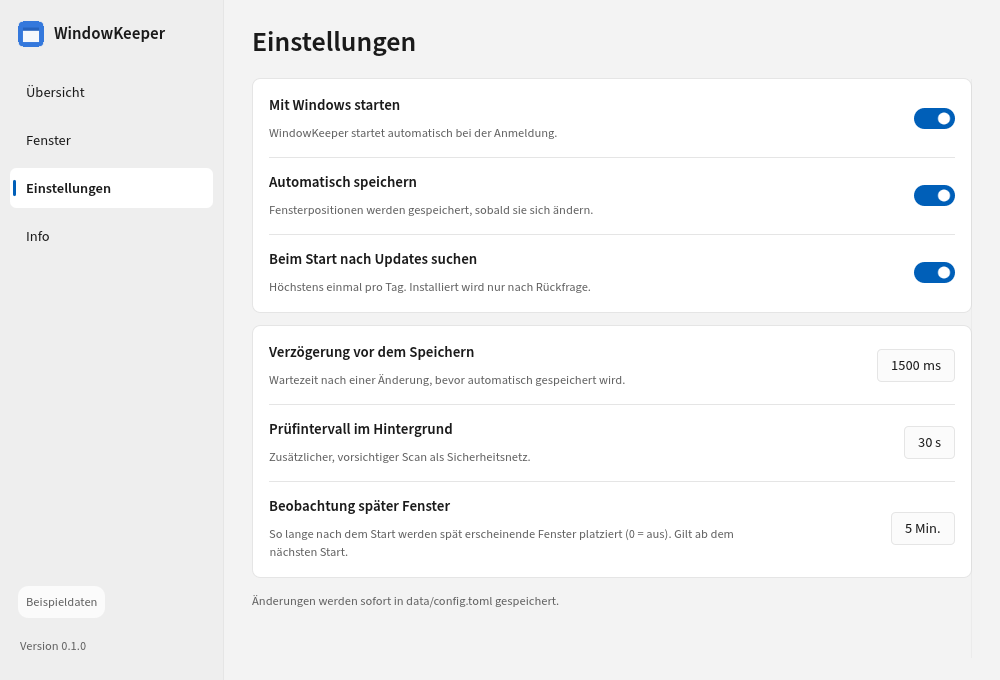 WindowKeeper
Übersicht
Fenster
Einstellungen
Info
Beispieldaten
Version 0.1.0
Einstellungen
Mit Windows starten
WindowKeeper startet automatisch bei der Anmeldung.
Automatisch speichern
Fensterpositionen werden gespeichert, sobald sie sich ändern.
Beim Start nach Updates suchen
Höchstens einmal pro Tag. Installiert wird nur nach Rückfrage.
Verzögerung vor dem Speichern
Wartezeit nach einer Änderung, bevor automatisch gespeichert wird.
1500 ms
Prüfintervall im Hintergrund
Zusätzlicher, vorsichtiger Scan als Sicherheitsnetz.
30 s
Beobachtung später Fenster
So lange nach dem Start werden spät erscheinende Fenster platziert (0 = aus). Gilt ab dem
nächsten Start.
5 Min.
Änderungen werden sofort in data/config.toml gespeichert.